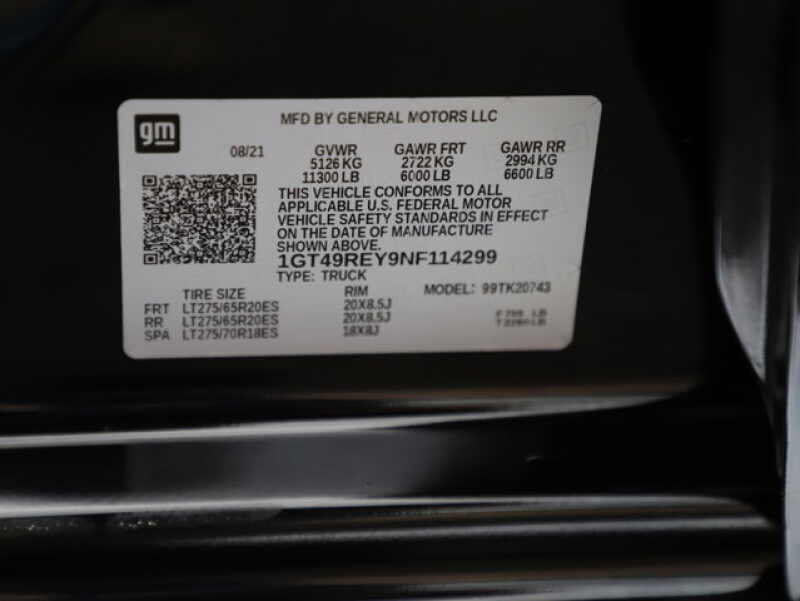 gm
MFD BY GENERAL MOTORS LLC
08/21 GVWR GAWR FRT GAWR RR
5126 KG 2722 KG 2994 KG
11300 LB 6000 LB 6600 LB
THIS VEHICLE CONFORMS TO ALL
APPLICABLE U.S. FEDERAL MOTOR
VEHICLE SAFETY STANDARDS IN EFFECT
ON THE DATE OF MANUFACTURE
SHOWN ABOVE.
1GT49REY9NF114299
TYPE: TRUCK
TIRE SIZE RIM MODEL: 99TK20743
FRT LT275/65R20ES 20X8.5J
RR LT275/65R20ES 20X8.5J
SPA LT275/70R18ES 18X8J